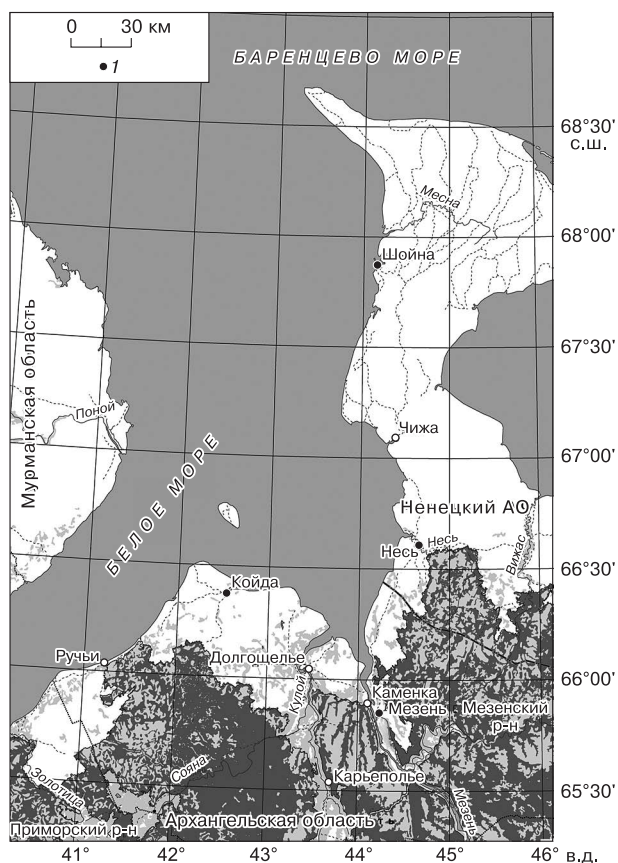 0 30 км
1
БАРЕНЦЕВО МОРЕ
68°30'
с.ш.
Месна
68°00'
Шойна
Мурманская область
67°30'
Поной
Чижа
67°00'
БЕЛОЕ МОРЕ
Ненецкий АО
Несь
Несь
Вижас
66°30'
Койда
Ручьи
Долгощелье
66°00'
Кулой
Каменка
Мезень
Мезенский
р-н
Сояна
Карьеполье
65°30'
Золотица
Мезень
Приморский р-н
Архангельская область
41° 42° 43° 44° 45° 46° в.д.